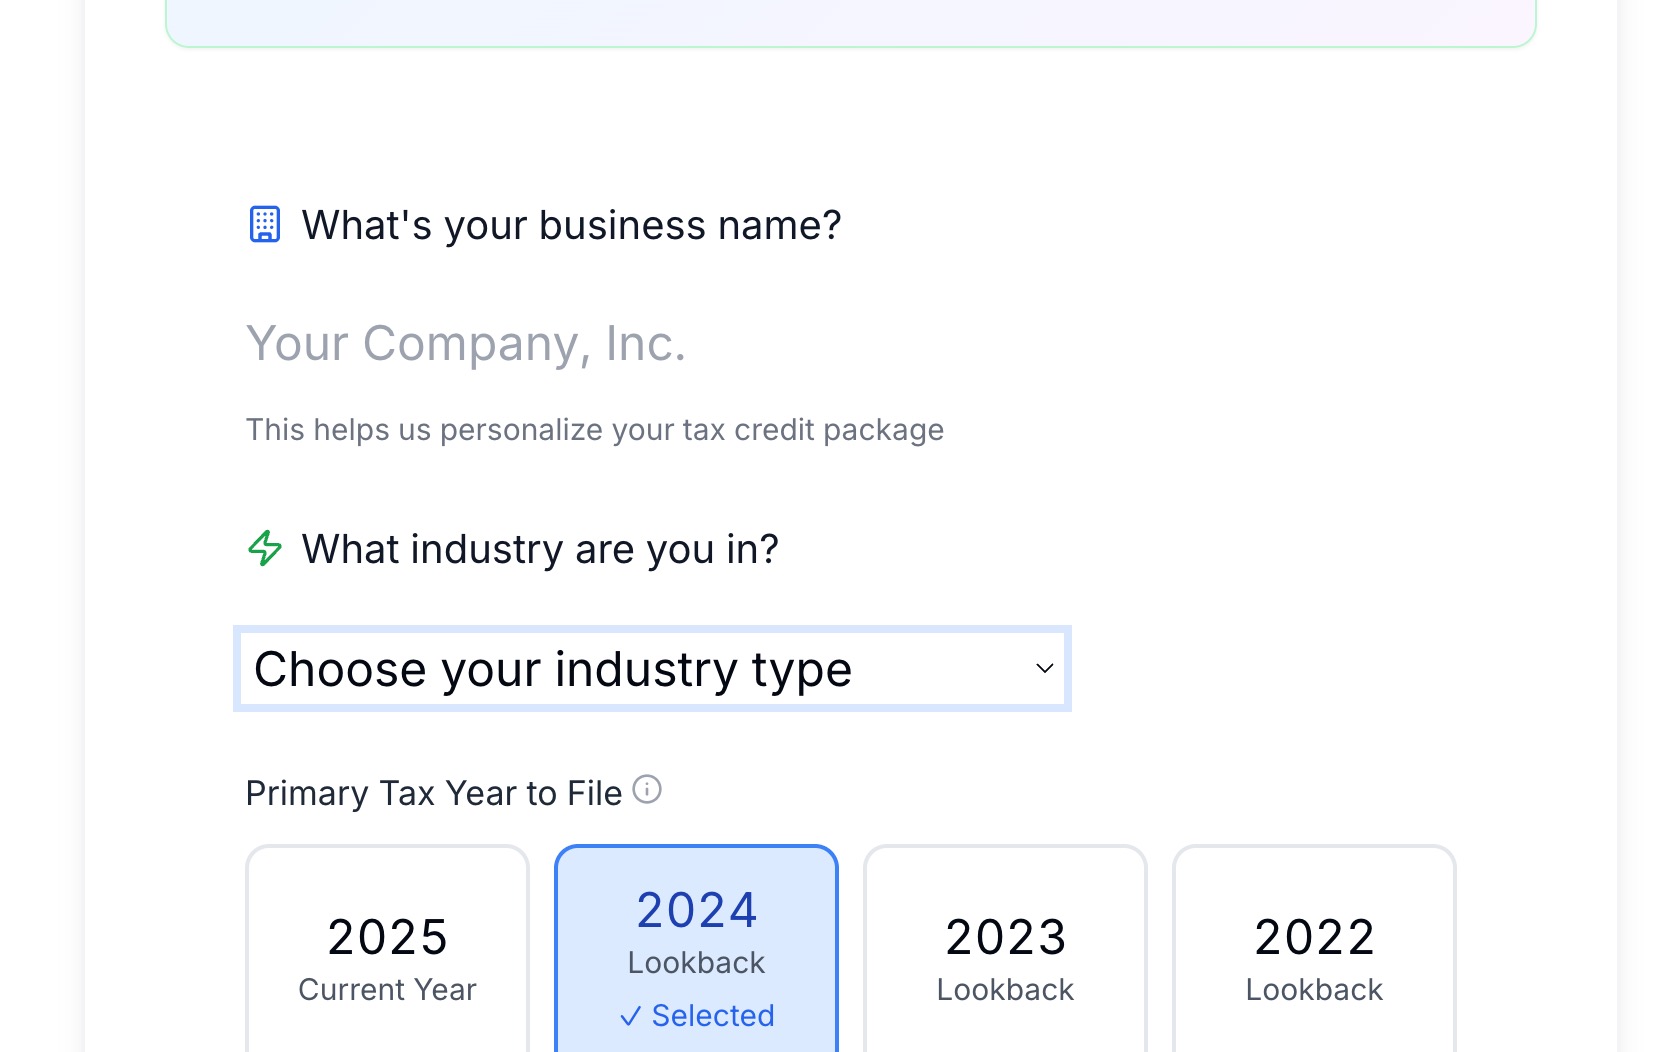 What's your business name?
Your Company, Inc.
This helps us personalize your tax credit package
What industry are you in?
Choose your industry type
Primary Tax Year to File
2025
Current Year
2024
Lookback
✓ Selected
2023
Lookback
2022
Lookback